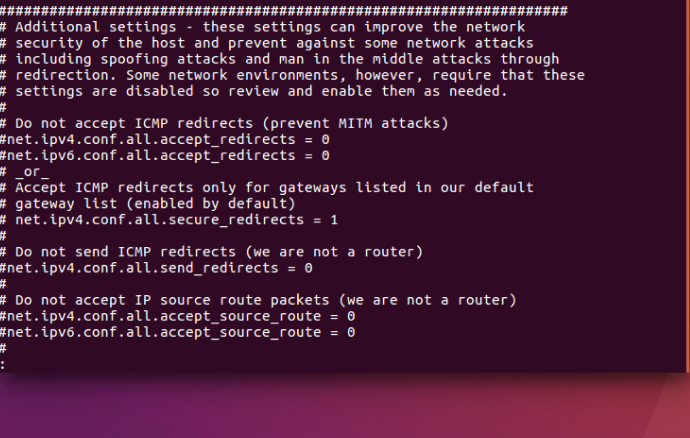 ####################################################################
# Additional settings - these settings can improve the network
# security of the host and prevent against some network attacks
# including spoofing attacks and man in the middle attacks through
# redirection. Some network environments, however, require that these
# settings are disabled so review and enable them as needed.
#
# Do not accept ICMP redirects (prevent MITM attacks)
#net.ipv4.conf.all.accept_redirects = 0
#net.ipv6.conf.all.accept_redirects = 0
# _or_
# Accept ICMP redirects only for gateways listed in our default
# gateway list (enabled by default)
# net.ipv4.conf.all.secure_redirects = 1
#
# Do not send ICMP redirects (we are not a router)
#net.ipv4.conf.all.send_redirects = 0
#
# Do not accept IP source route packets (we are not a router)
#net.ipv4.conf.all.accept_source_route = 0
#net.ipv6.conf.all.accept_source_route = 0
#
: